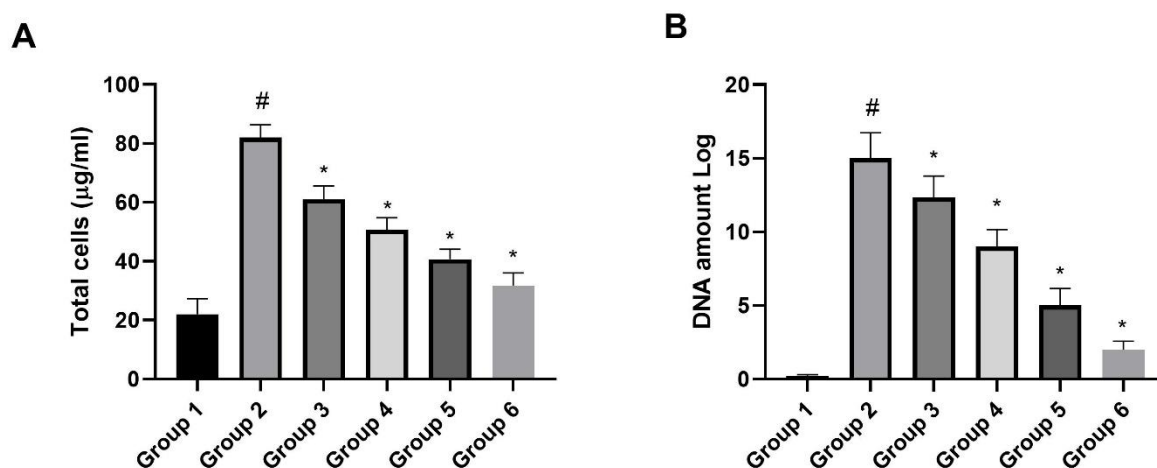 A
Total cells (µg/ml)
100
80
60
40
20
0
#
*
*
*
*
Group 1
Group 2
Group 3
Group 4
Group 5
Group 6
B
DNA amount Log
20
15
10
5
0
#
*
*
*
*
Group 1
Group 2
Group 3
Group 4
Group 5
Group 6